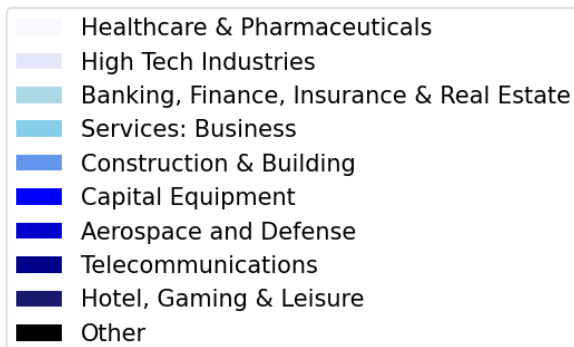 Healthcare & Pharmaceuticals
High Tech Industries
Banking, Finance, Insurance & Real Estate
Services: Business
Construction & Building
Capital Equipment
Aerospace and Defense
Telecommunications
Hotel, Gaming & Leisure
Other